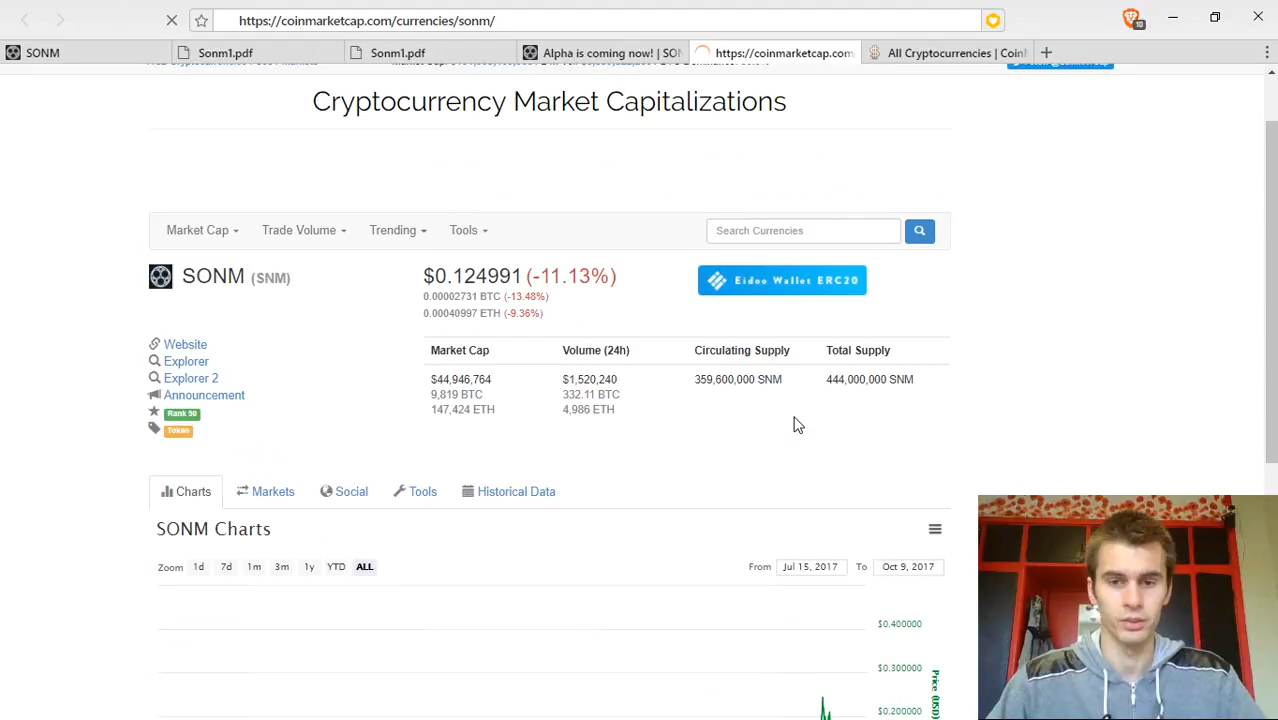 https://coinmarketcap.com/currencies/sonm/
10
SONM
Sonm1.pdf
Sonm1.pdf
Alpha is coming now! | SON
https://coinmarketcap.com
All Cryptocurrencies | CoinM
Cryptocurrency Market Capitalizations
Market Cap
Trade Volume
Trending
Tools
Search Currencies
SONM (SNM)
$0.124991 (-11.13%)
0.00002731 BTC (-13.48%)
0.00040997 ETH (-9.36%)
Eidoo Wallet ERC20
Website
Explorer
Explorer 2
Announcement
Rank 50
Token
Market Cap
Volume (24h)
Circulating Supply
Total Supply
$44,946,764
$1,520,240
359,600,000 SNM
444,000,000 SNM
9,819 BTC
332.11 BTC
147,424 ETH
4,986 ETH
Charts
Markets
Social
Tools
Historical Data
SONM Charts
Zoom
1d
7d
1m
3m
1y
YTD
ALL
From
Jul 15, 2017
To
Oct 9, 2017
$0.400000
$0.300000
$0.200000
Price (USD)